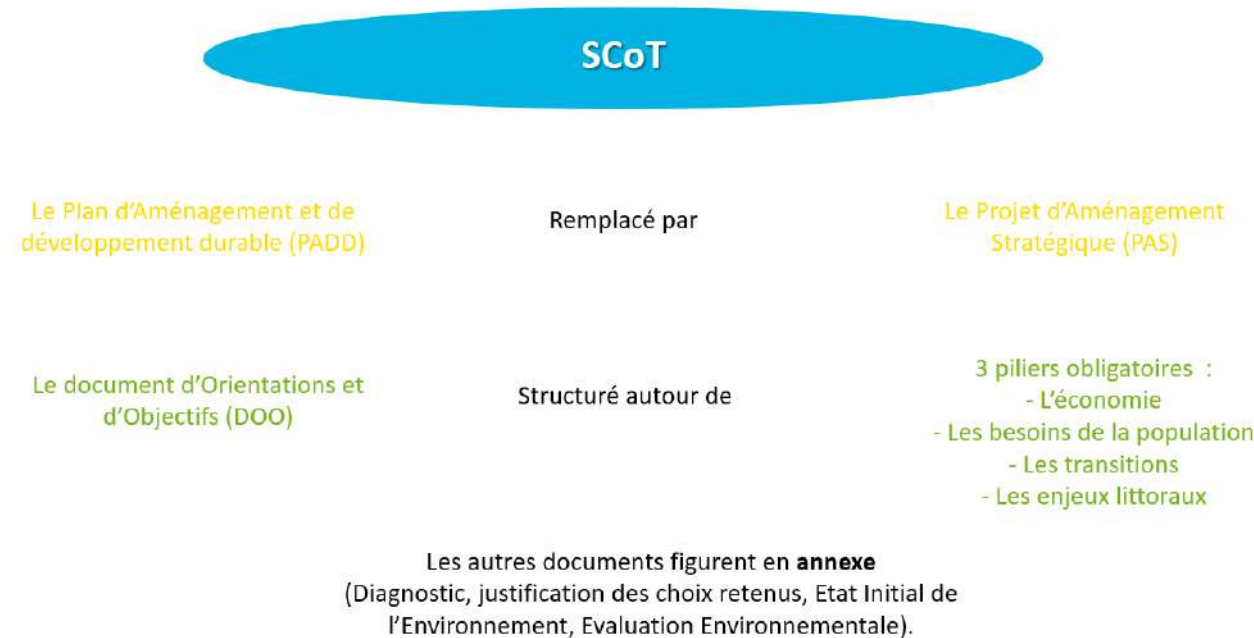 SCoT
Le Plan d’Aménagement et de
développement durable (PADD)
Remplacé par
Le Projet d’Aménagement
Stratégique (PAS)
Le document d’Orientations et
d’Objectifs (DOO)
Structuré autour de
3 piliers obligatoires :
- L’économie
- Les besoins de la population
- Les transitions
- Les enjeux littoraux
Les autres documents figurent en annexe
(Diagnostic, justification des choix retenus, Etat Initial de
l’Environnement, Evaluation Environnementale).